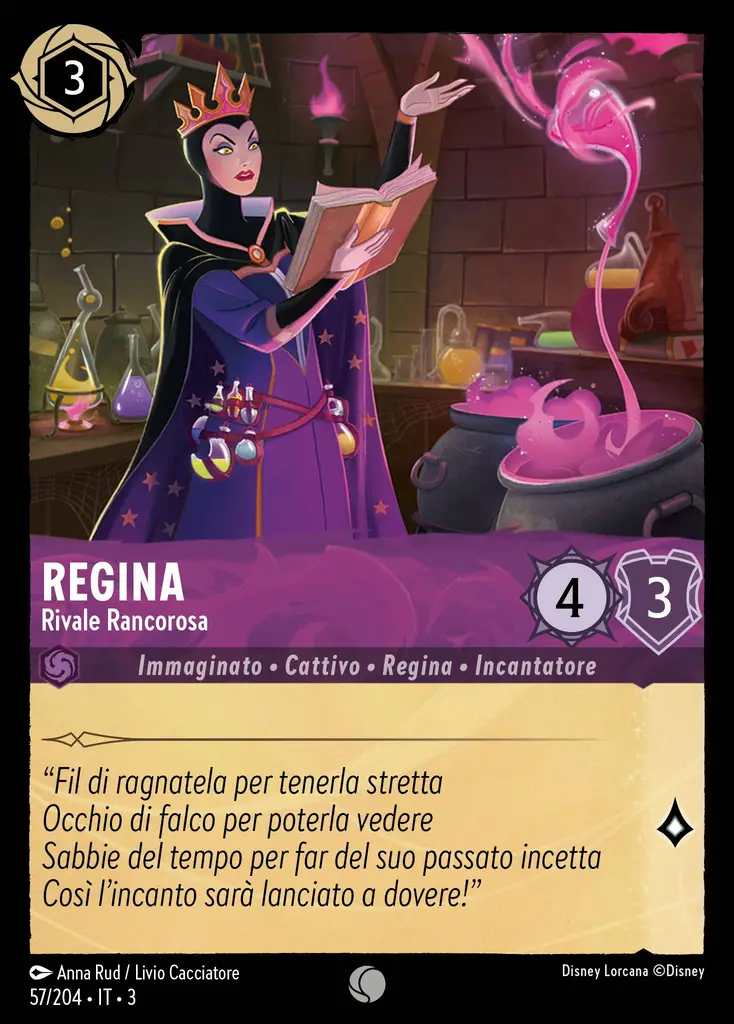 3
REGINA
Rivale Rancorosa
4
3
Immaginato • Cattivo • Regina • Incantatore
“Fil di ragnatela per tenerla stretta
Occhio di falco per poterla vedere
Sabbie del tempo per far del suo passato incetta
Così l’incanto sarà lanciato a dovere!”
Anna Rud / Livio Cacciatore
Disney Lorcana ©Disney
57/204 • IT • 3